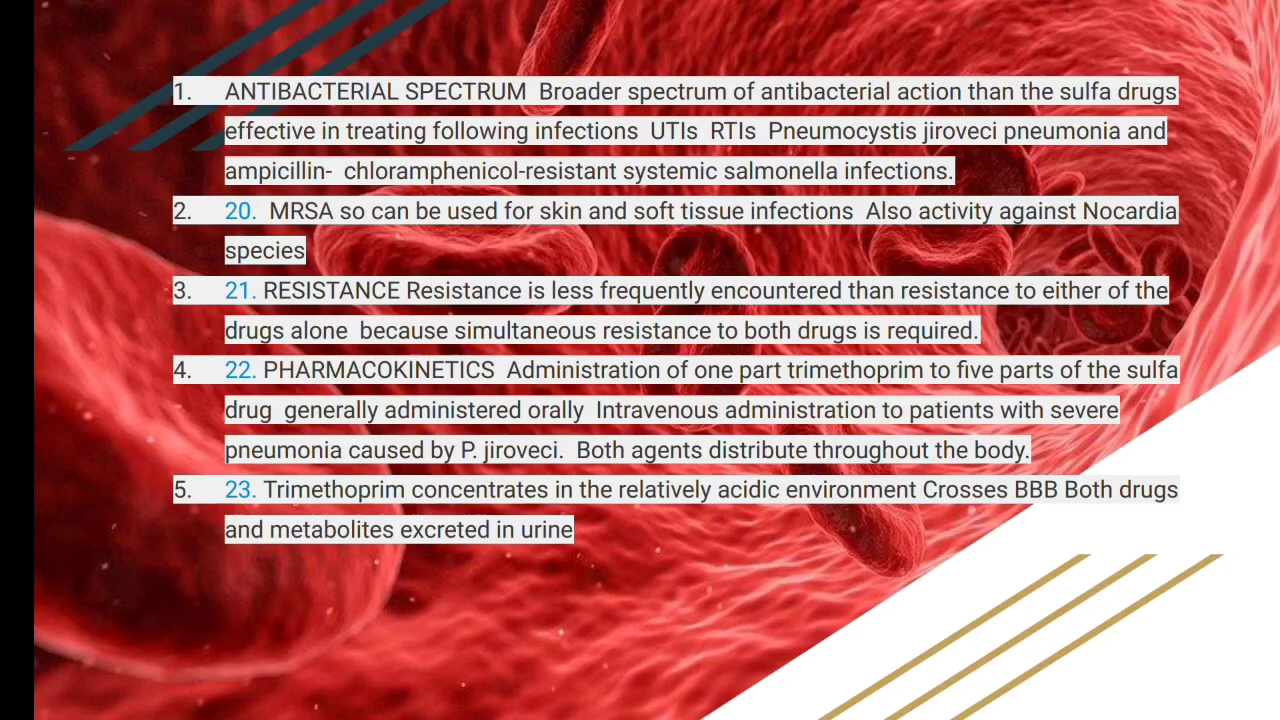 1. ANTIBACTERIAL SPECTRUM Broader spectrum of antibacterial action than the sulfa drugs
effective in treating following infections UTIs RTIs Pneumocystis jiroveci pneumonia and
ampicillin- chloramphenicol-resistant systemic salmonella infections.
2. 20. MRSA so can be used for skin and soft tissue infections Also activity against Nocardia
species
3. 21. RESISTANCE Resistance is less frequently encountered than resistance to either of the
drugs alone because simultaneous resistance to both drugs is required.
4. 22. PHARMACOKINETICS Administration of one part trimethoprim to five parts of the sulfa
drug generally administered orally Intravenous administration to patients with severe
pneumonia caused by P. jiroveci. Both agents distribute throughout the body.
5. 23. Trimethoprim concentrates in the relatively acidic environment Crosses BBB Both drugs
and metabolites excreted in urine